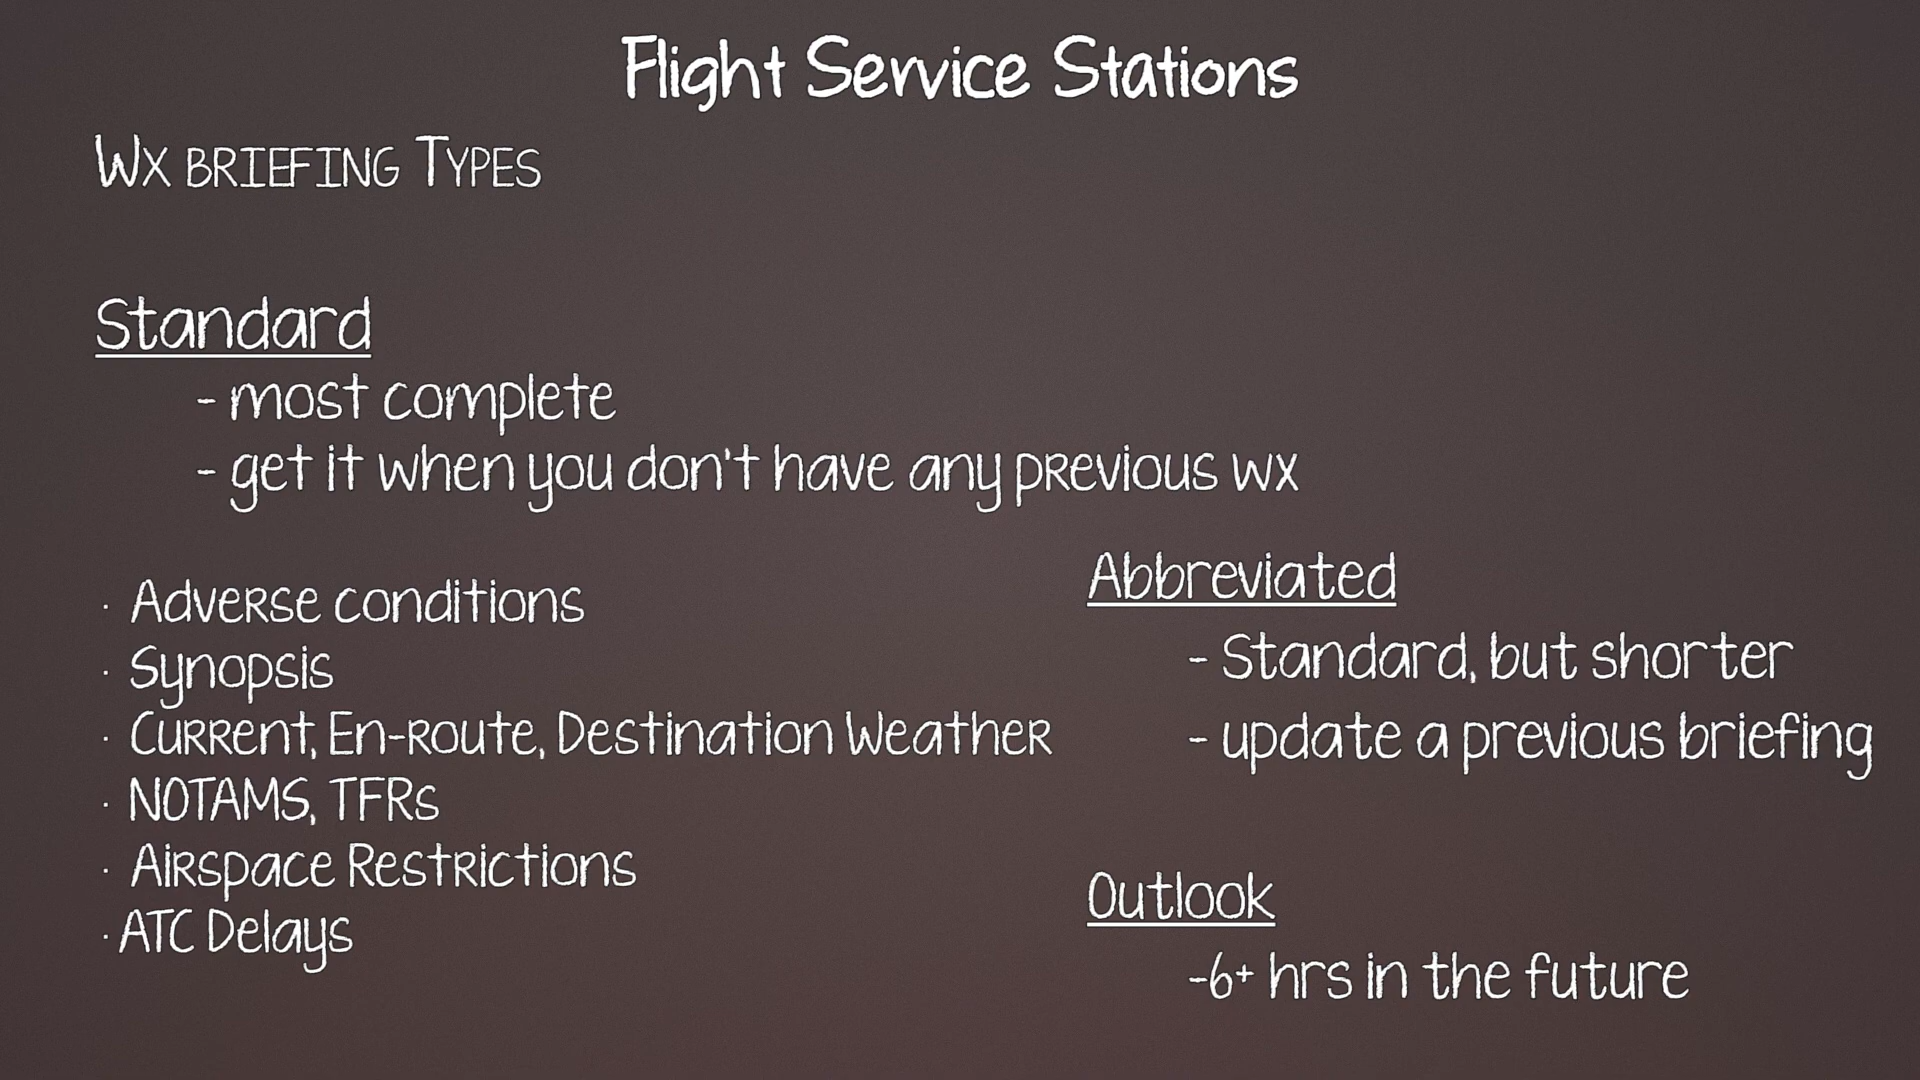 Flight Service Stations
Wx BRIEFING TYPES
Standard
- most complete
- get it when you don't have any previous wx
· Adverse conditions
· Synopsis
· Current, En-route, Destination Weather
· NOTAMS, TFRs
· Airspace Restrictions
· ATC Delays
Abbreviated
- Standard, but shorter
- update a previous briefing
Outlook
-6+ hrs in the future